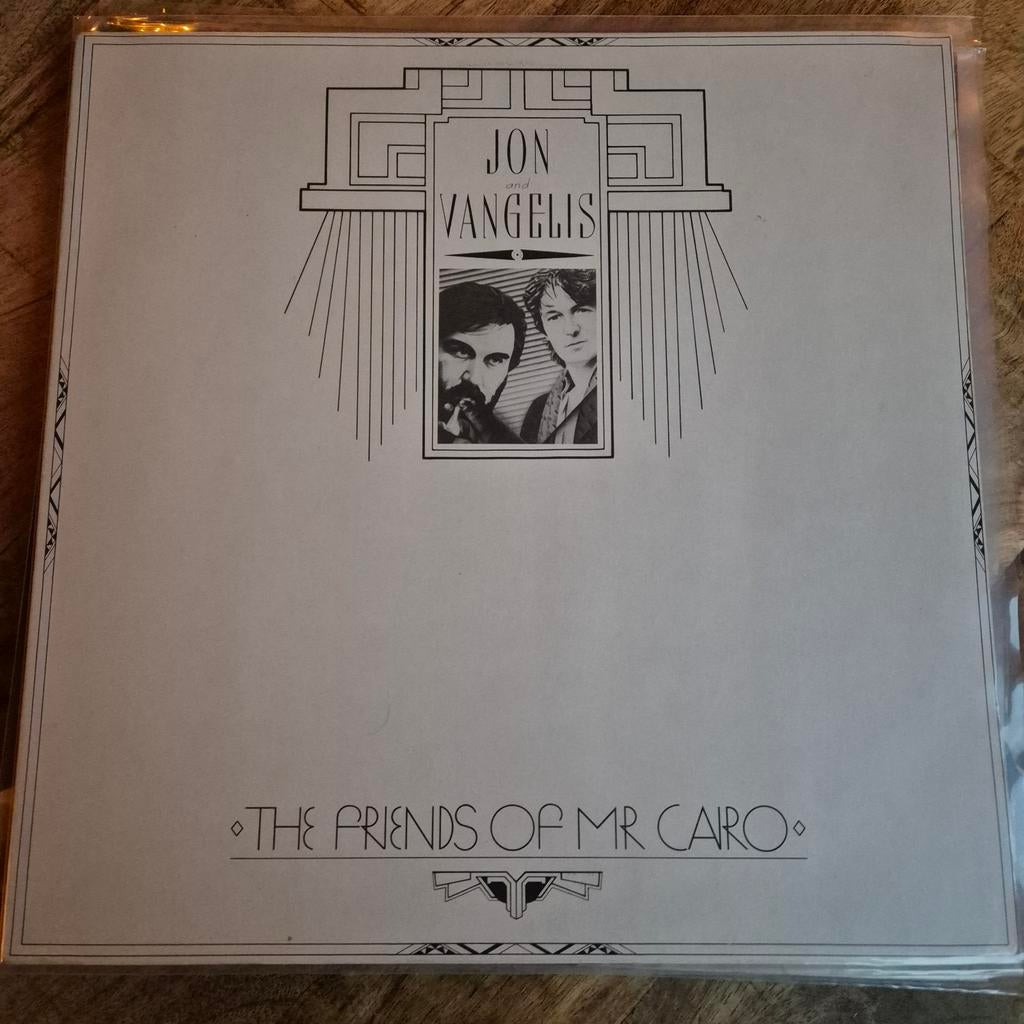 JON
and
VANGELIS
THE FRIENDS OF MR CAIRO